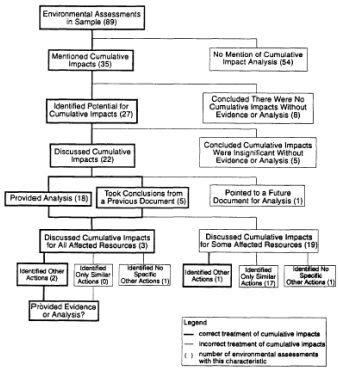 Environmental Assessments
in Sample (89)
Mentioned Cumulative
Impacts (35)
No Mention of Cumulative
Impact Analysis (54)
Identified Potential for
Cumulative Impacts (27)
Concluded There Were No
Cumulative Impacts Without
Evidence or Analysis (8)
Discussed Cumulative
Impacts (22)
Concluded Cumulative Impacts
Were Insignificant Without
Evidence or Analysis (5)
Provided Analysis (18)
Took Conclusions from
a Previous Document (5)
Pointed to a Future
Document for Analysis (1)
Discussed Cumulative Impacts
for All Affected Resources (3)
Discussed Cumulative Impacts
for Some Affected Resources (19)
Identified Other
Actions (2)
Identified
Only Similar
Actions (0)
Identified No
Specific
Other Actions (1)
Identified Other
Actions (1)
Identified
Only Similar
Actions (17)
Identified No
Specific
Other Actions (1)
Provided Evidence
or Analysis?
Legend
correct treatment of cumulative impacts
incorrect treatment of cumulative impacts
( ) number of environmental assessments
with this characteristic